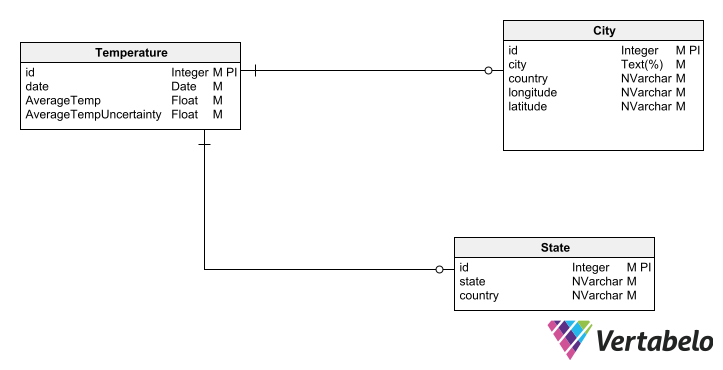 Temperature
id Integer M PI
date Date M
AverageTemp Float M
AverageTempUncertainty Float M
City
id Integer M PI
city Text(%) M
country NVarchar M
longitude NVarchar M
latitude NVarchar M
State
id Integer M PI
state NVarchar M
country NVarchar M
Vertabelo